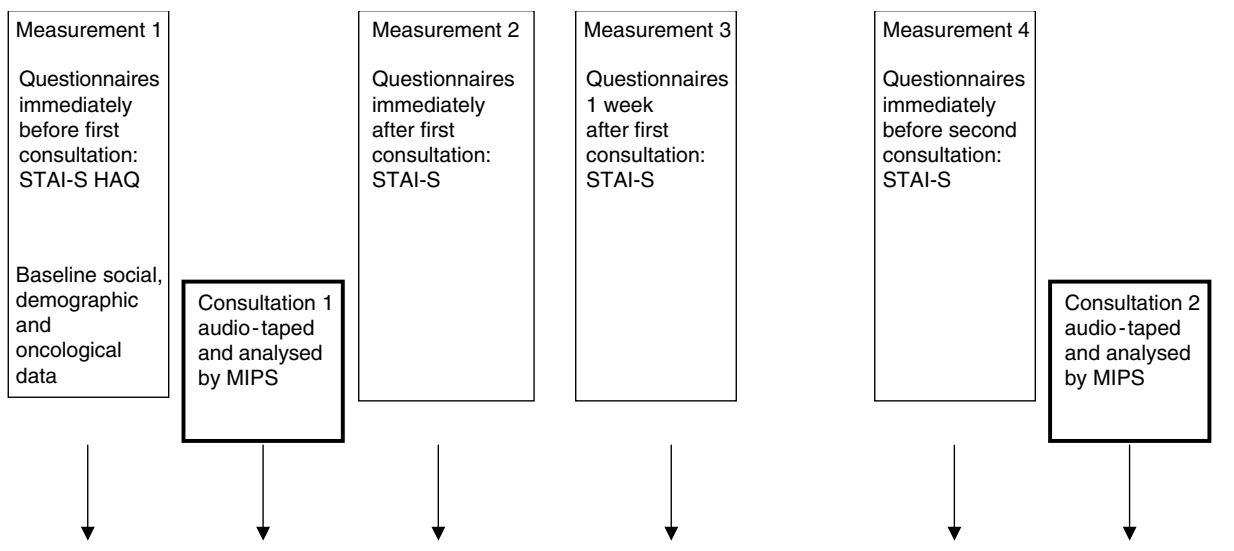 Measurement 1
Questionnaires
immediately
before first
consultation:
STAI-S HAQ
Baseline social,
demographic
and
oncological
data
Consultation 1
audio-taped
and analysed
by MIPS
Measurement 2
Questionnaires
immediately
after first
consultation:
STAI-S
Measurement 3
Questionnaires
1 week
after first
consultation:
STAI-S
Measurement 4
Questionnaires
immediately
before second
consultation:
STAI-S
Consultation 2
audio-taped
and analysed
by MIPS